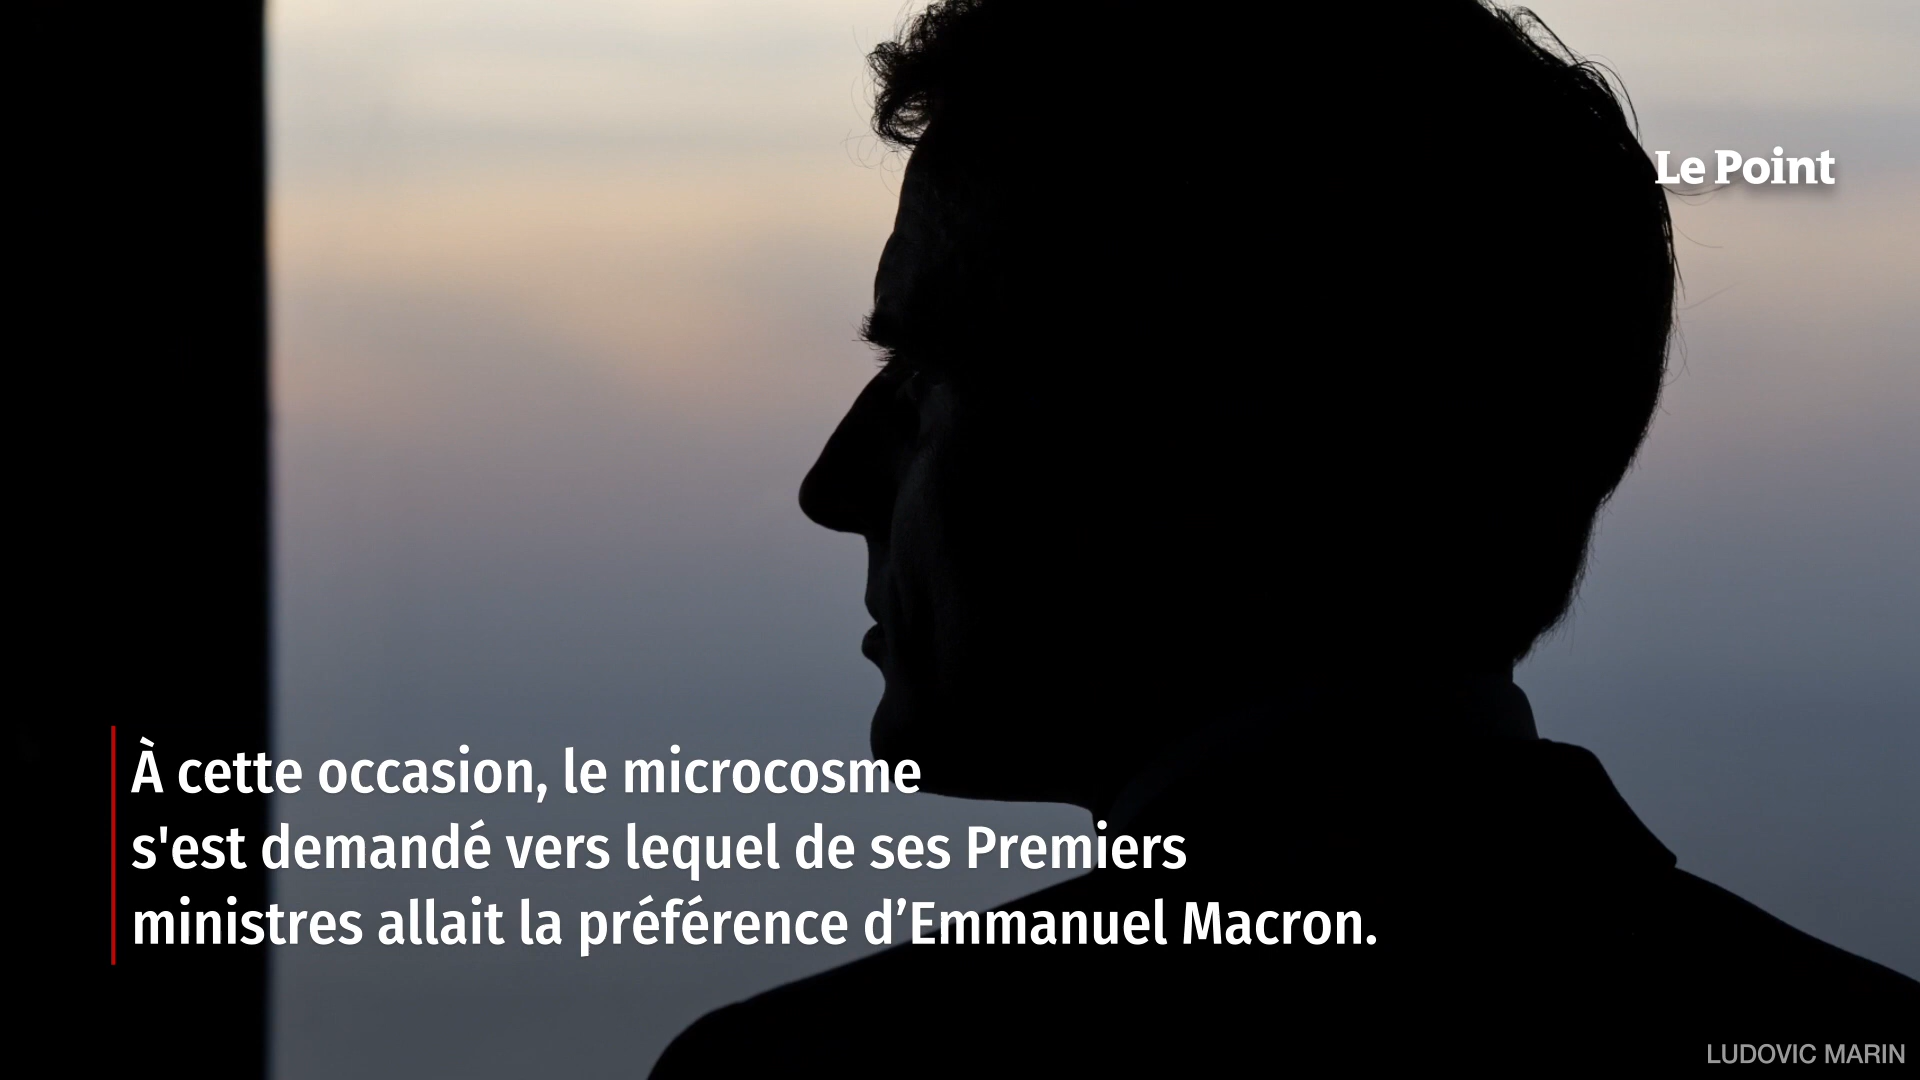 Le Point
À cette occasion, le microcosme
s'est demandé vers lequel de ses Premiers
ministres allait la préférence d’Emmanuel Macron.
LUDOVIC MARIN